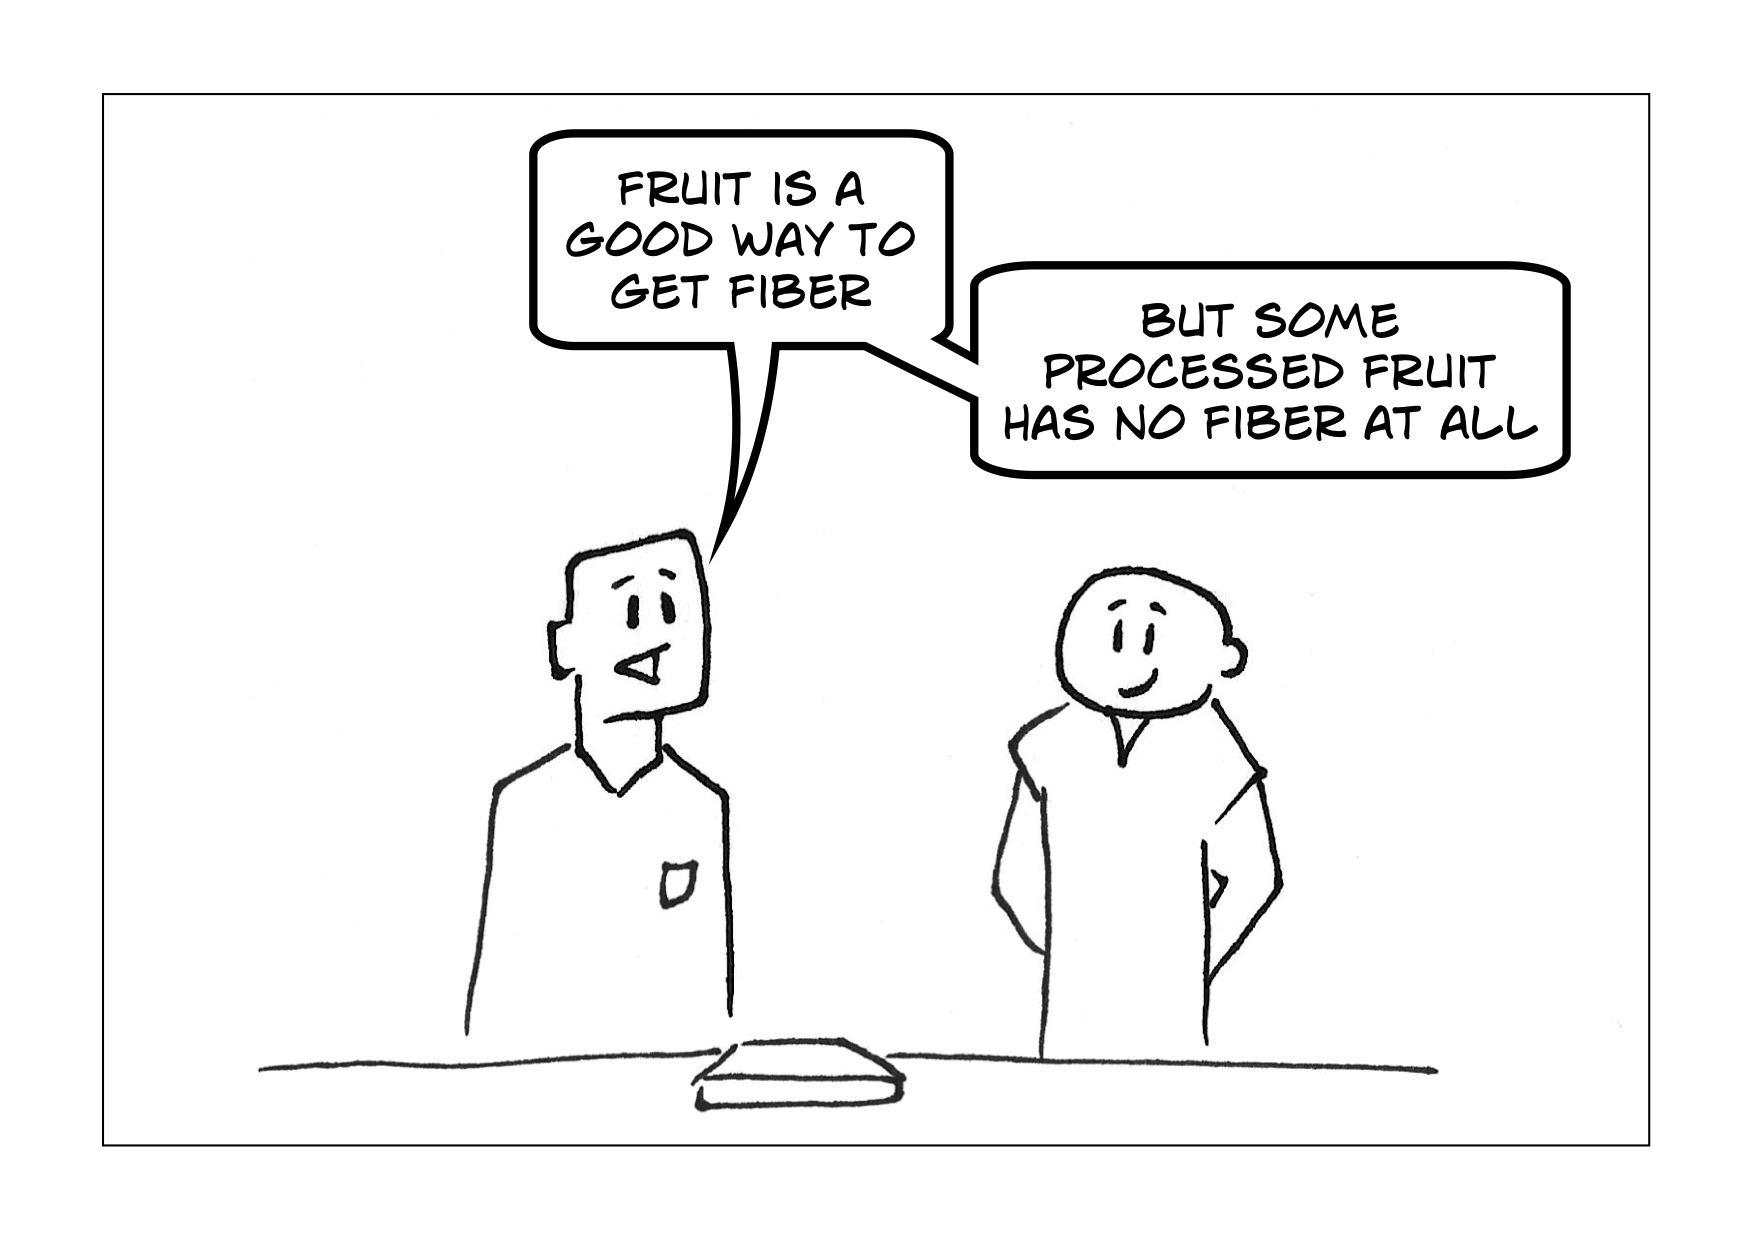 FRUIT IS A
GOOD WAY TO
GET FIBER
BUT SOME
PROCESSED FRUIT
HAS NO FIBER AT ALL